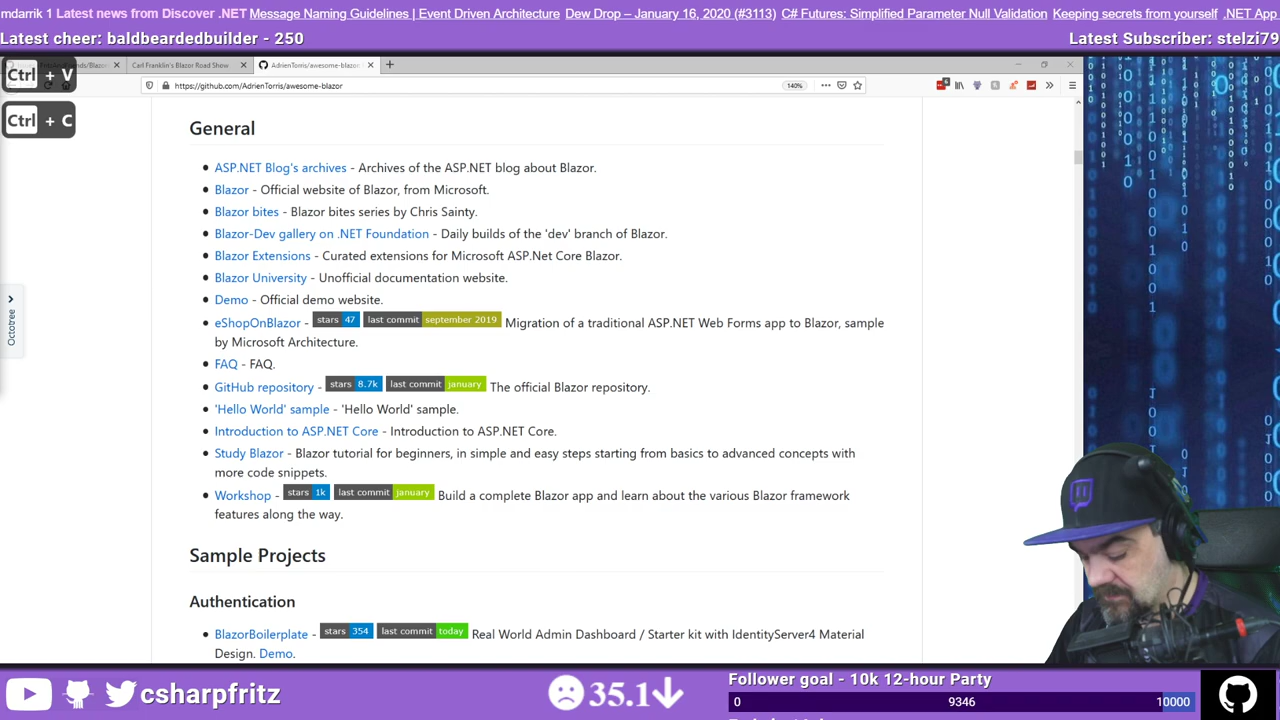 mdarrik 1 Latest news from Discover .NET Message Naming Guidelines | Event Driven Architecture Dew Drop – January 16, 2020 (#3113) C# Futures: Simplified Parameter Null Validation Keeping secrets from yourself .NET App
Latest cheer: baldbeardedbuilder - 250
Latest Subscriber: stelzi79
Carl Franklin's Blazor Road Show
AdrienTorris/awesome-blazor
Ctrl + V
https://github.com/AdrienTorris/awesome-blazor
140%
Ctrl + C
General
ASP.NET Blog's archives - Archives of the ASP.NET blog about Blazor.
Blazor - Official website of Blazor, from Microsoft.
Blazor bites - Blazor bites series by Chris Sainty.
Blazor-Dev gallery on .NET Foundation - Daily builds of the 'dev' branch of Blazor.
Blazor Extensions - Curated extensions for Microsoft ASP.Net Core Blazor.
Blazor University - Unofficial documentation website.
Demo - Official demo website.
eShopOnBlazor - stars 47 last commit september 2019 Migration of a traditional ASP.NET Web Forms app to Blazor, sample
by Microsoft Architecture.
FAQ - FAQ.
GitHub repository - stars 8.7k last commit january The official Blazor repository.
'Hello World' sample - 'Hello World' sample.
Introduction to ASP.NET Core - Introduction to ASP.NET Core.
Study Blazor - Blazor tutorial for beginners, in simple and easy steps starting from basics to advanced concepts with
more code snippets.
Workshop - stars 1k last commit january Build a complete Blazor app and learn about the various Blazor framework
features along the way.
Octotree
Sample Projects
Authentication
BlazorBoilerplate - stars 354 last commit today Real World Admin Dashboard / Starter kit with IdentityServer4 Material
Design. Demo.
csharpfritz
35.1
Follower goal - 10k 12-hour Party
0 9346 10000